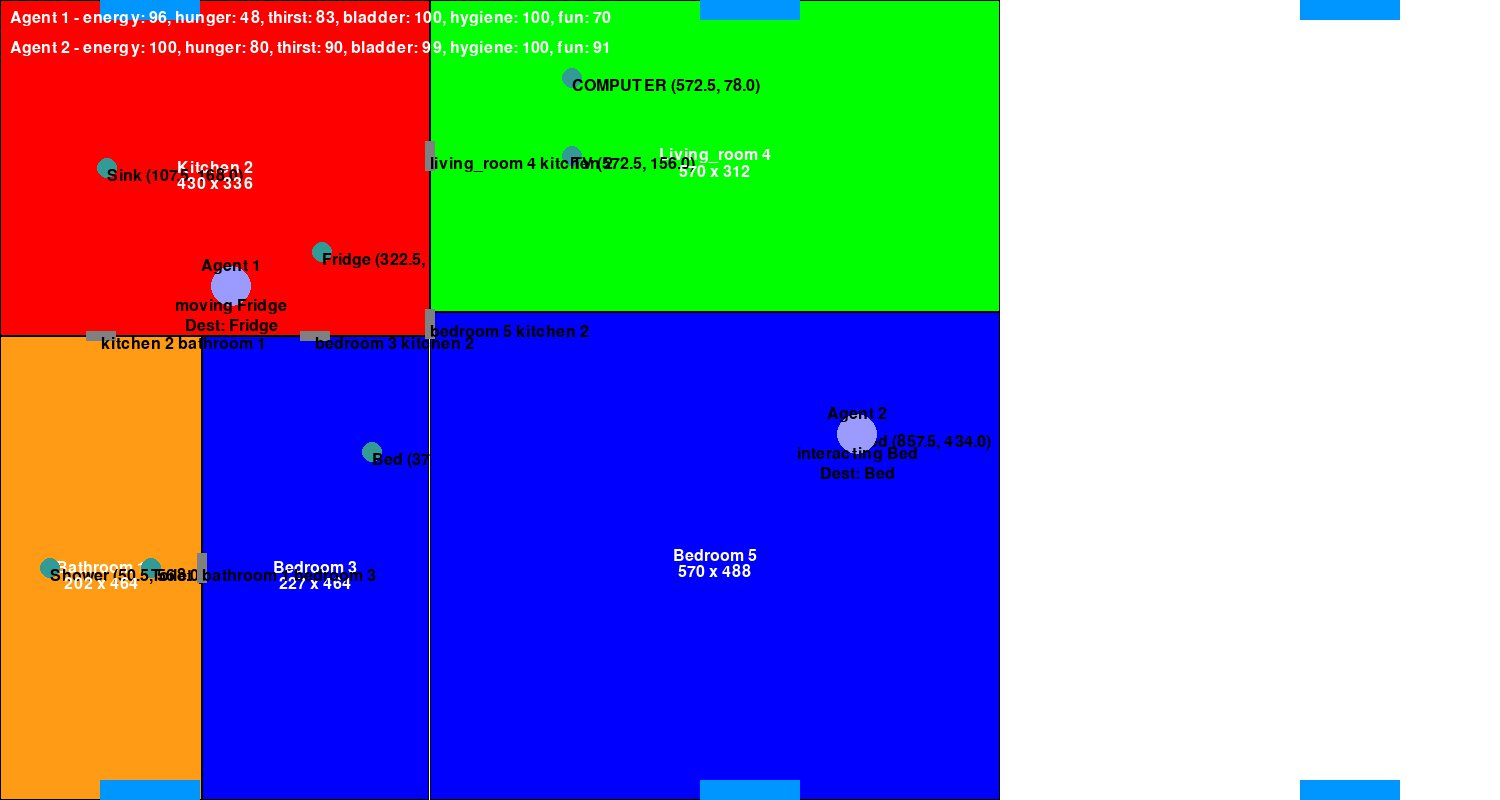 Agent 1 - energy: 96, hunger: 48, thirst: 83, bladder: 100, hygiene: 100, fun: 70
Agent 2 - energy: 100, hunger: 80, thirst: 90, bladder: 99, hygiene: 100, fun: 91
COMPUTER (572.5, 78.0)
living_room 4 kitchen 2
TV (572.5, 156.0)
Living_room 4
570 x 312
Kitchen 2
430 x 336
Sink (107.5, 168.0)
Fridge (322.5,
Agent 1
moving Fridge
Dest: Fridge
bedroom 5 kitchen 2
kitchen 2 bathroom 1
bedroom 3 kitchen 2
Agent 2
(857.5, 434.0)
interacting Bed
Dest: Bed
Bed (37
Bedroom 5
570 x 488
Bathroom
202 x 464
Shower (50.5, 568.0
Toilet
bathroom
bedroom 3
Bedroom 3
227 x 464